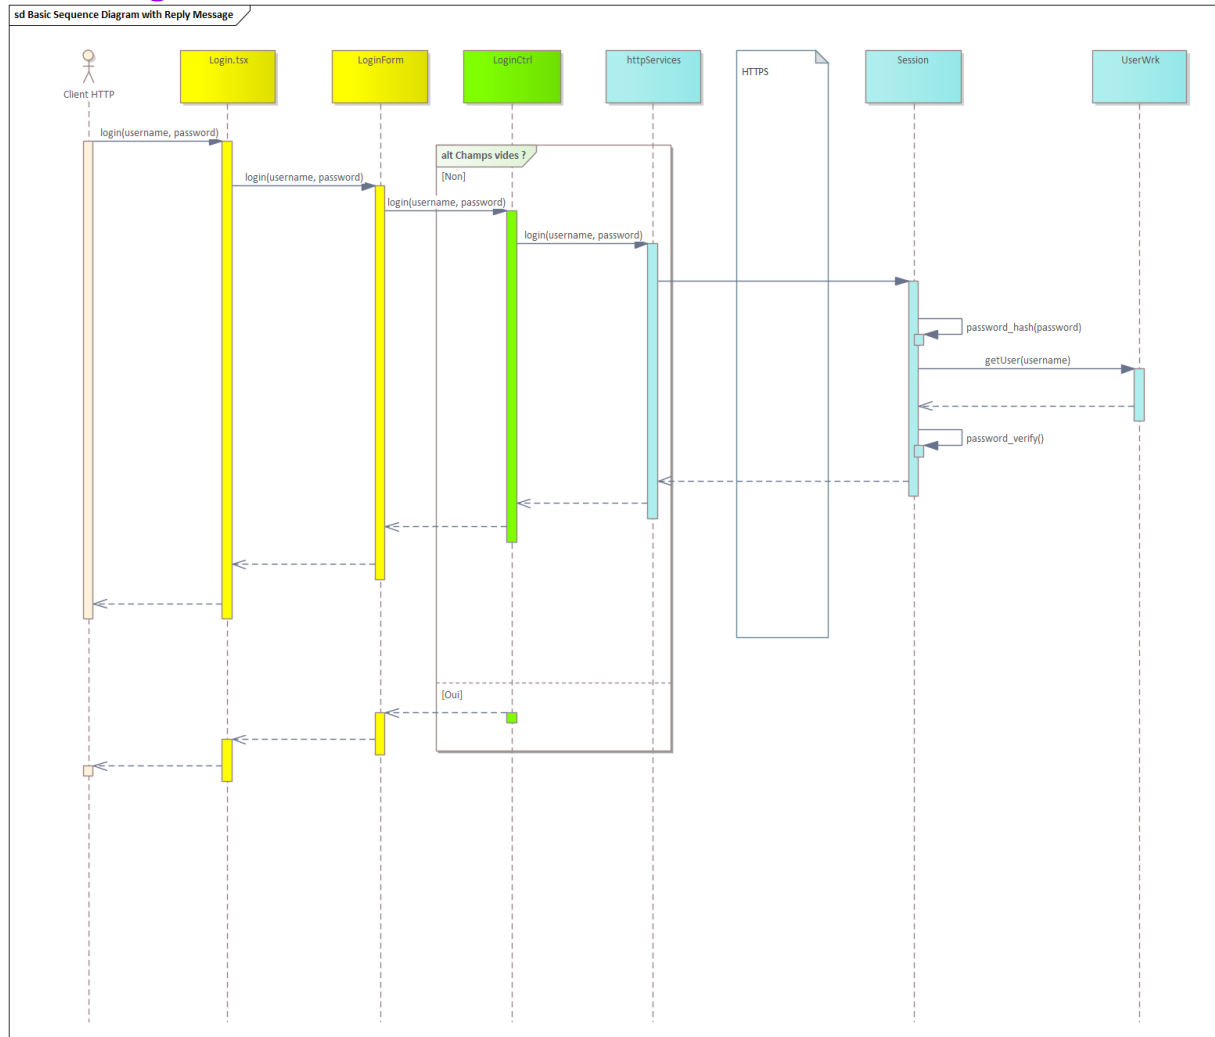 sd Basic Sequence Diagram with Reply Message
Client HTTP
Login.tsx
LoginForm
LoginCtrl
httpServices
HTTPS
Session
UserWrk
login(username, password)
alt Champs vides ?
[Non]
login(username, password)
login(username, password)
login(username, password)
password_hash(password)
getUser(username)
password_verify()
[Oui]